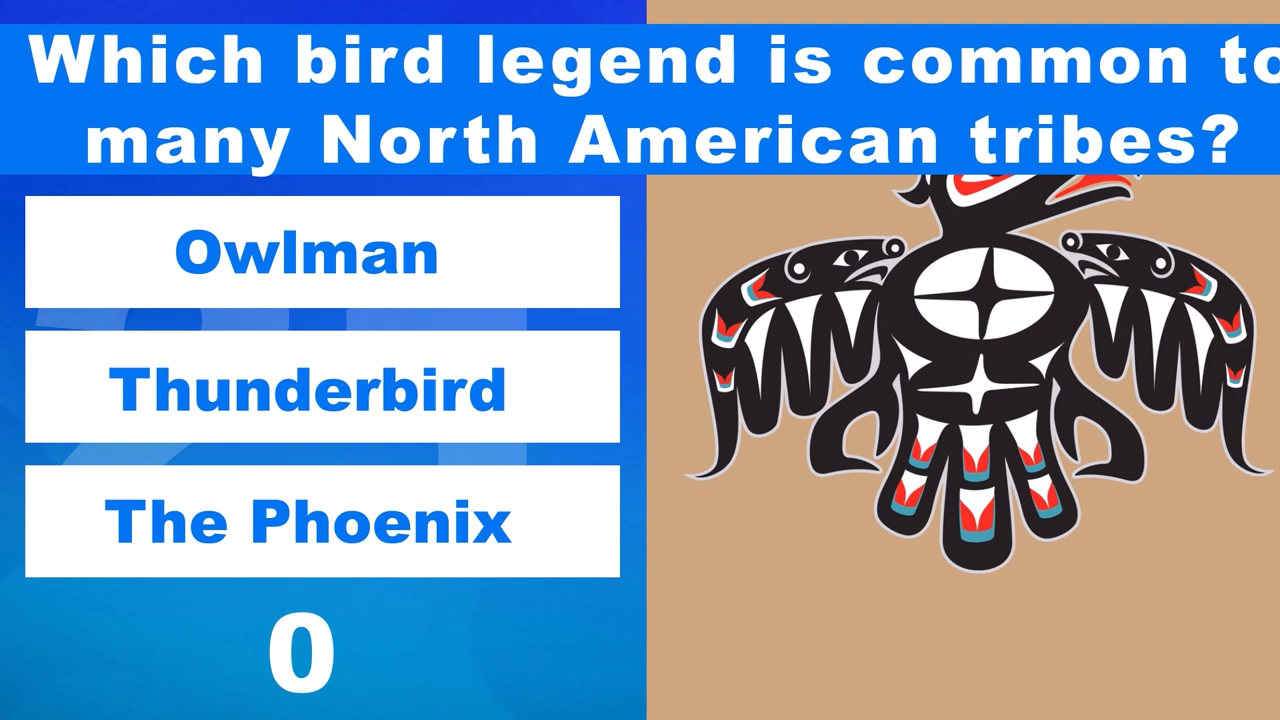 Which bird legend is common to
many North American tribes?
Owlman
Thunderbird
The Phoenix
0